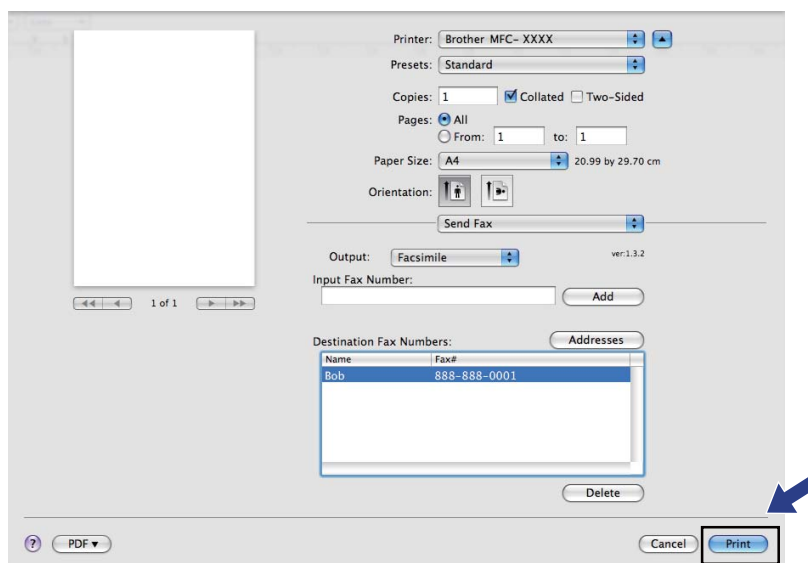 Printer: Brother MFC- XXXX
Presets: Standard
Copies: 1 Collated Two-Sided
Pages: All
From: 1 to: 1
Paper Size: A4 20.99 by 29.70 cm
Orientation:
Send Fax
Output: Facsimile ver:1.3.2
Input Fax Number:
Add
1 of 1
Destination Fax Numbers: Addresses
Name Fax#
Bob 888-888-0001
Delete
? PDF Cancel Print